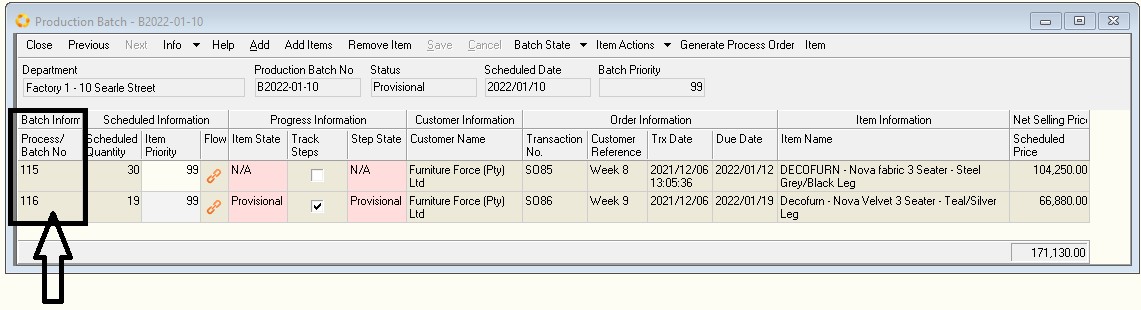 Production Batch - B2022-01-10
Close Previous Next Info Help Add Add Items Remove Item Save Cancel Batch State Item Actions Generate Process Order Item
Department Production Batch No Status Scheduled Date Batch Priority
Factory 1 - 10 Searle Street B2022-01-10 Provisional 2022/01/10 99
Batch Inform Scheduled Information Progress Information Customer Information Order Information Item Information Net Selling Pric
Process/ Scheduled Item Flow Item State Track Step State Customer Name Transaction Customer Trx Date Due Date Item Name Scheduled
Batch No Quantity Priority Steps No. Reference Price
115 30 99 N/A N/A Furniture Force (Pty) SO85 Week 8 2021/12/06 2022/01/12 DECOFURN - Nova fabric 3 Seater - Steel 104,250.00
Ltd 13:05:36 Grey/Black Leg
116 19 99 Provisional Provisional Furniture Force (Pty) SO86 Week 9 2021/12/06 2022/01/19 Decofurn - Nova Velvet 3 Seater - Teal/Silver 66,880.00
Ltd Leg
171,130.00